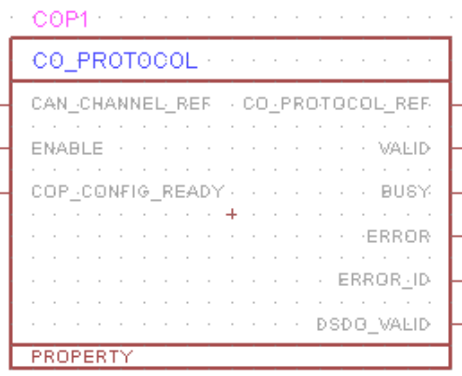 COP1
CO_PROTOCOL
CAN_CHANNEL_REF CO_PROTOCOL_REF
ENABLE VALID
COP_CONFIG_READY BUSY
ERROR
ERROR_ID
DSDO_VALID
PROPERTY